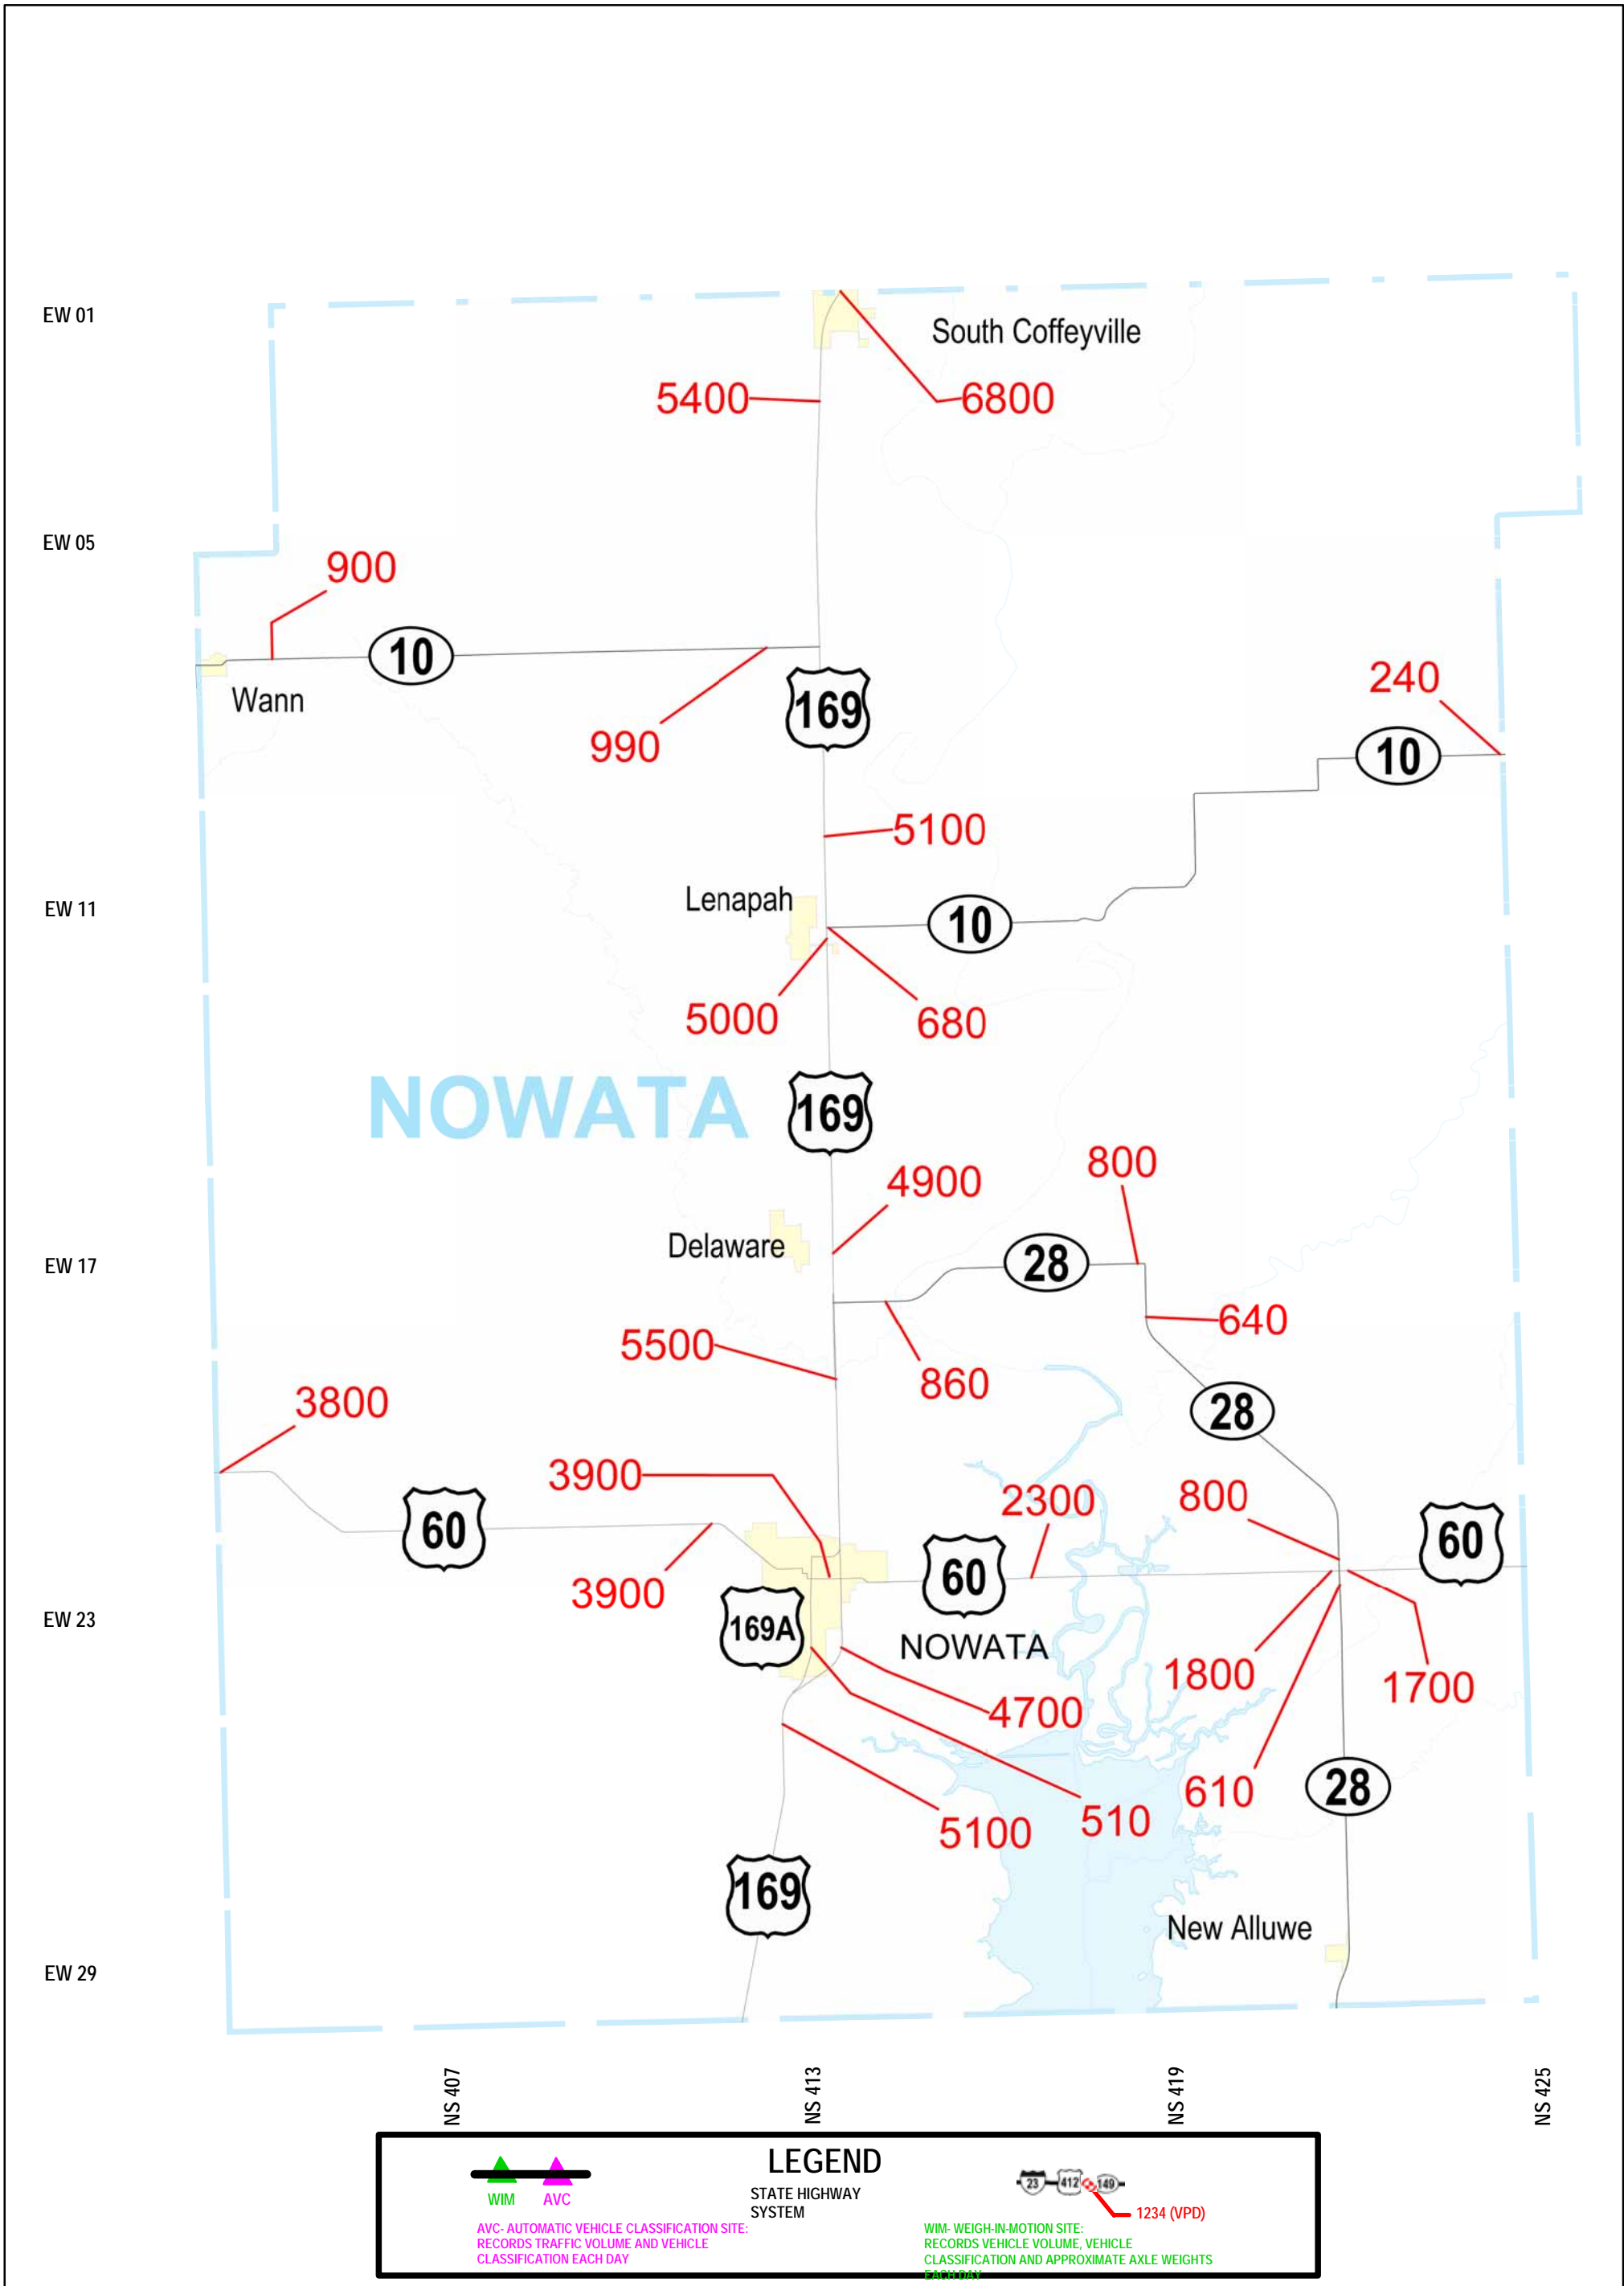 EW 01
South Coffeyville
5400
6800
EW 05
900
10
Wann
990
169
240
10
5100
Lenapah
EW 11
10
5000
680
NOWATA
169
4900
800
Delaware
28
EW 17
640
5500
860
3800
28
3900
2300
800
60
60
60
3900
EW 23
169A
NOWATA
1800
1700
4700
610
28
510
5100
169
New Alluwe
EW 29
NS 407
NS 413
NS 419
NS 425
LEGEND
WIM
AVC
STATE HIGHWAY
SYSTEM
23
412
149
1234 (VPD)
AVC- AUTOMATIC VEHICLE CLASSIFICATION SITE:
RECORDS TRAFFIC VOLUME AND VEHICLE
CLASSIFICATION EACH DAY
WIM- WEIGH-IN-MOTION SITE:
RECORDS VEHICLE VOLUME, VEHICLE
CLASSIFICATION AND APPROXIMATE AXLE WEIGHTS
EACH DAY